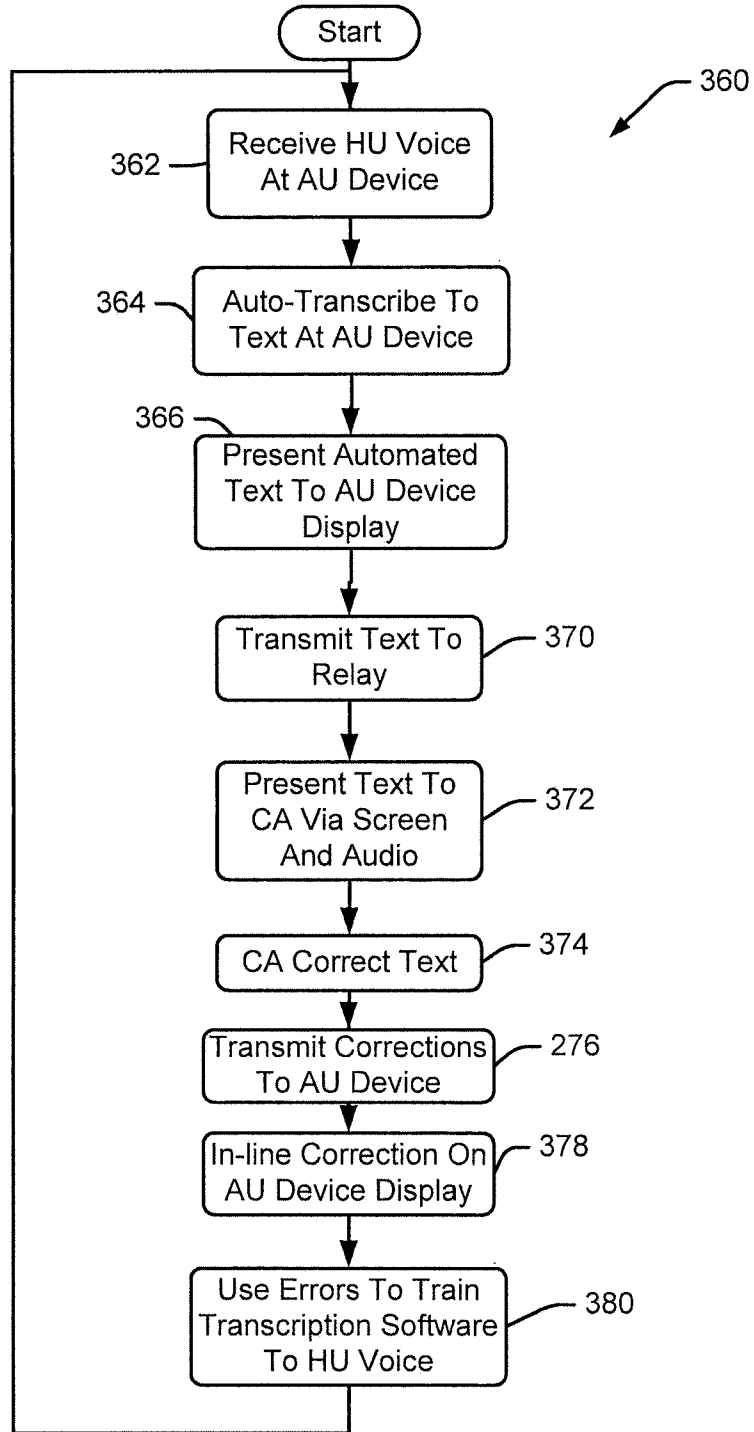 Start
360
362
Receive HU Voice
At AU Device
364
Auto-Transcribe To
Text At AU Device
366
Present Automated
Text To AU Device
Display
Transmit Text To
Relay
370
Present Text To
CA Via Screen
And Audio
372
CA Correct Text
374
Transmit Corrections
To AU Device
276
In-line Correction On
AU Device Display
378
Use Errors To Train
Transcription Software
To HU Voice
380